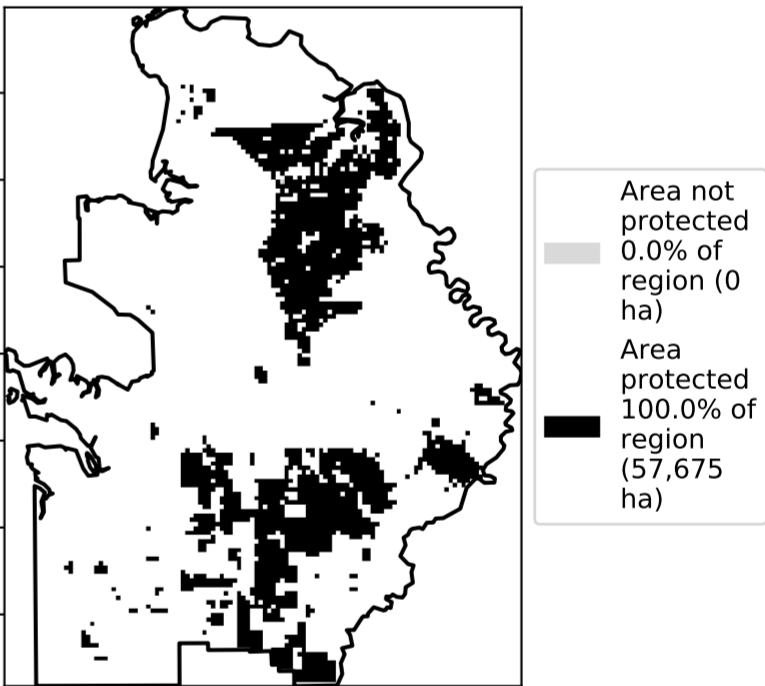 Area not
protected
0.0% of
region (0
ha)
Area
protected
100.0% of
region
(57,675
ha)